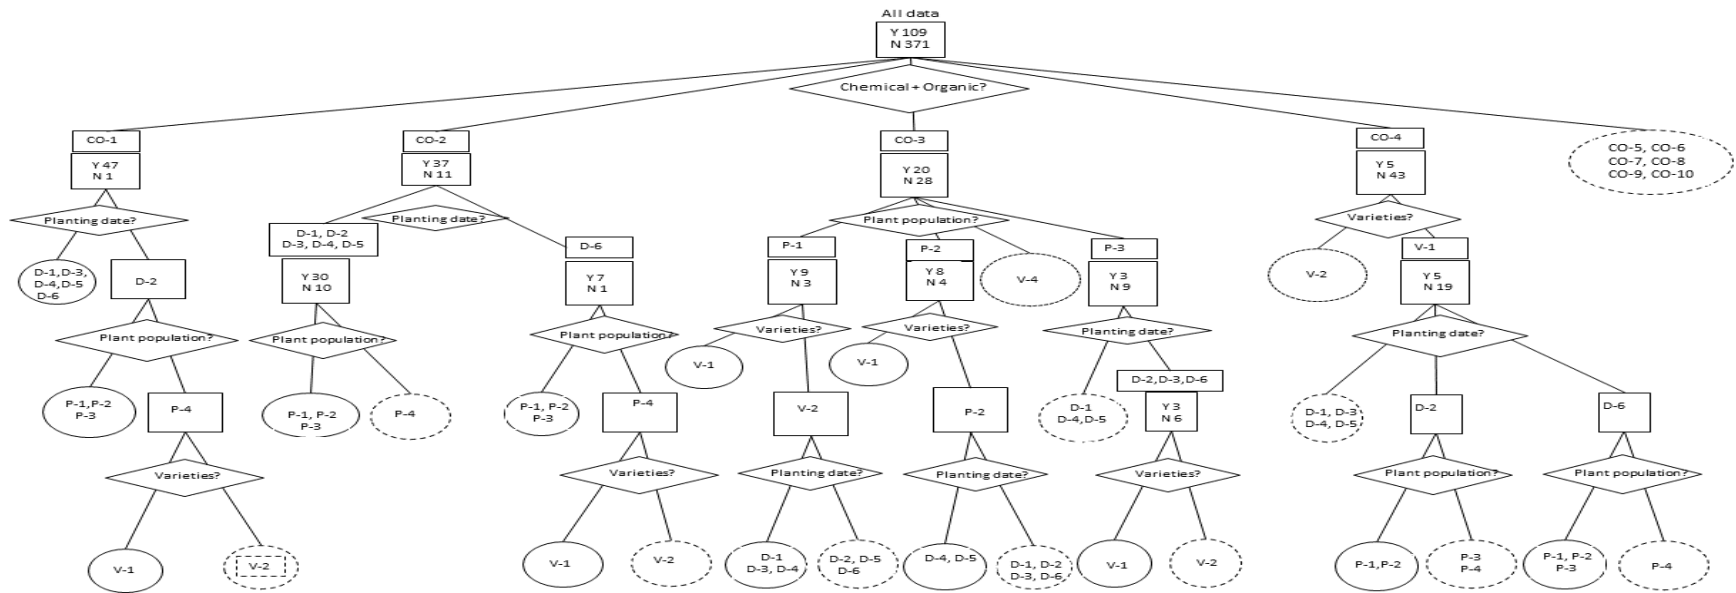 All data
Y 109
N 371
Chemical + Organic?
CO-1
Y 47
N 1
Planting date?
D-1,D-3,
D-4,D-5
D-6
D-2
Plant population?
P-1,P-2
P-3
P-4
Varieties?
V-1
V-2
CO-2
Y 37
N 11
Planting date?
D-1, D-2
D-3, D-4, D-5
Y 30
N 10
Plant population?
P-1, P-2
P-3
P-4
D-6
Y 7
N 1
Plant population?
P-1, P-2
P-3
P-4
Varieties?
V-1
V-2
CO-3
Y 20
N 28
Plant population?
P-1
Y 9
N 3
Varieties?
V-1
V-2
Planting date?
D-1
D-3, D-4
D-2, D-5
D-6
P-2
Y 8
N 4
Varieties?
V-1
P-2
Planting date?
D-4, D-5
D-1, D-2
D-3, D-6
V-4
P-3
Y 3
N 9
Planting date?
D-1
D-4,D-5
D-2,D-3,D-6
Y 3
N 6
Varieties?
V-1
V-2
CO-4
Y 5
N 43
Varieties?
V-2
V-1
Y 5
N 19
Planting date?
D-1, D-3
D-4, D-5
D-2
Plant population?
P-1,P-2
P-3
P-4
D-6
Plant population?
P-1, P-2
P-3
P-4
CO-5, CO-6
CO-7, CO-8
CO-9, CO-10